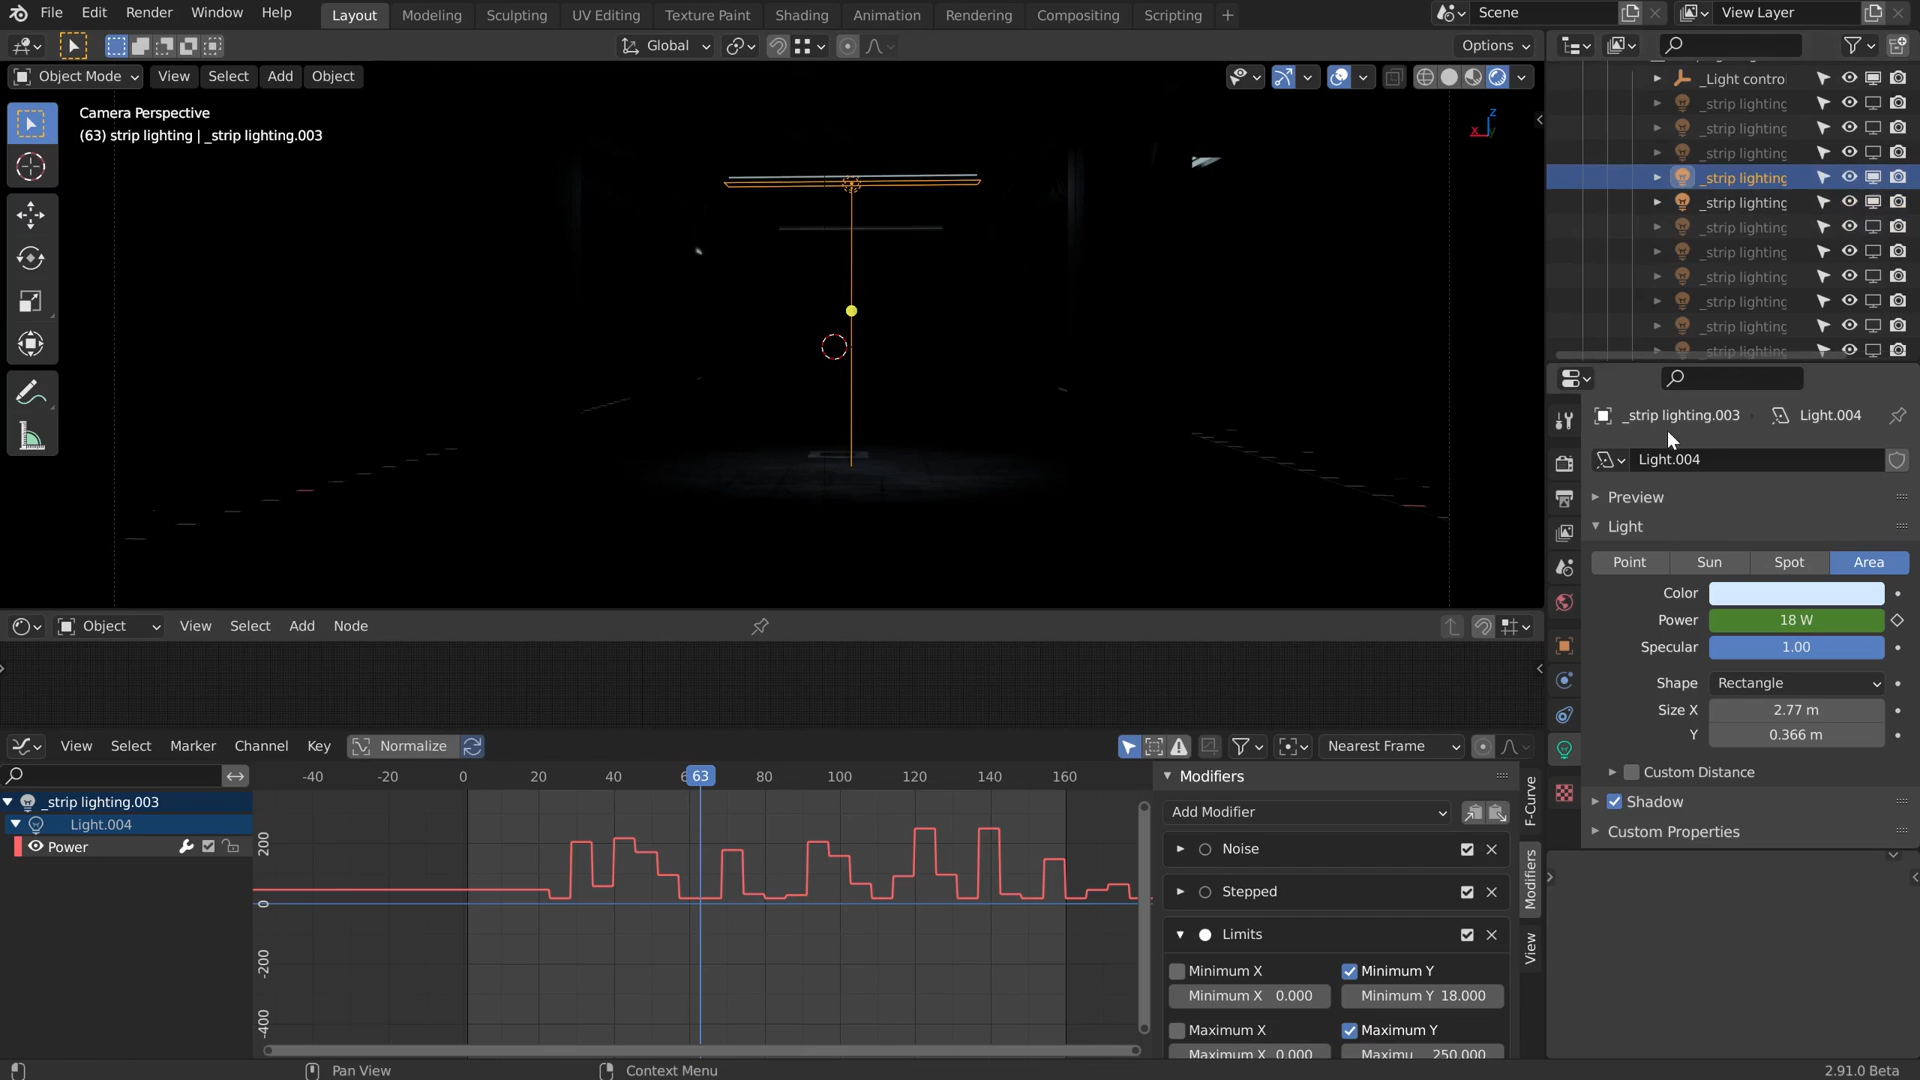 File Edit Render Window Help Layout Modeling Sculpting UV Editing Texture Paint Shading Animation Rendering Compositing Scripting + Scene View Layer
Global Options
Object Mode View Select Add Object
Camera Perspective
(63) strip lighting | _strip lighting.003
Z
X
Y
_Light contro
_strip lighting
_strip lighting
_strip lighting
_strip lighting
_strip lighting
_strip lighting
_strip lighting
_strip lighting
_strip lighting
_strip lighting
_strip lighting
_strip lighting.003 Light.004
Light.004
Preview
Light
Point Sun Spot Area
Color
Power 18 W
Specular 1.00
Shape Rectangle
Size X 2.77 m
Y 0.366 m
Custom Distance
Shadow
Custom Properties
Object View Select Add Node
View Select Marker Channel Key Normalize Nearest Frame
-40 -20 0 20 40 63 80 100 120 140 160
_strip lighting.003
Light.004
Power
200
0
-200
-400
Modifiers
Add Modifier
Noise
Stepped
Limits
Minimum X Minimum Y
Minimum X 0.000 Minimum Y 18.000
Maximum X Maximum Y
Maximum X 0.000 Maximu 250.000
F-Curve
Modifiers
View
Pan View Context Menu 2.91.0 Beta